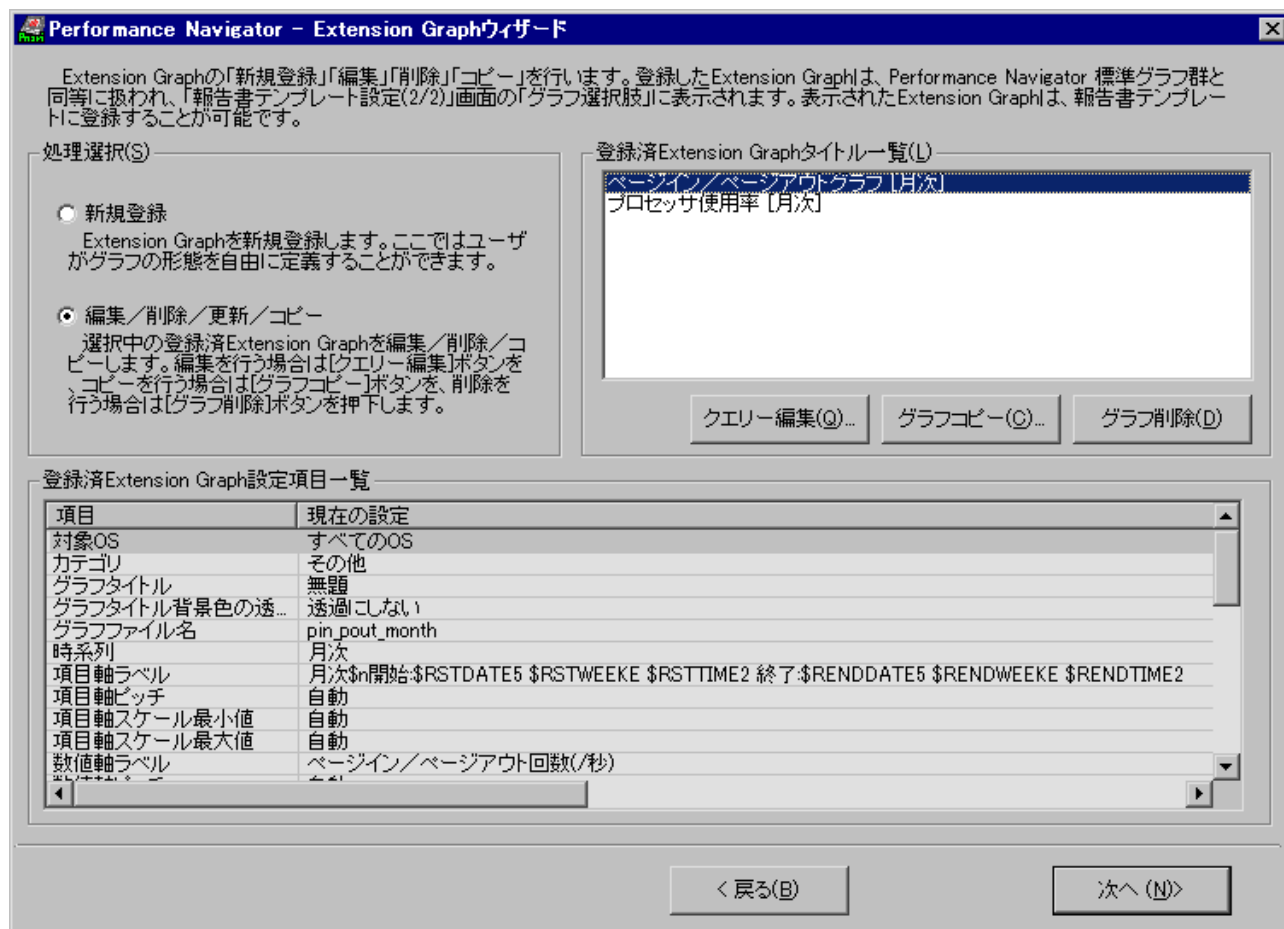 Performance Navigator - Extension Graphウィザード
Extension Graphの「新規登録」「編集」「削除」「コピー」を行います。登録したExtension Graphは、Performance Navigator 標準グラフ群と
同等に扱われ、「報告書テンプレート設定(2/2)」画面の「グラフ選択肢」に表示されます。表示されたExtension Graphは、報告書テンプレー
トに登録することが可能です。
処理選択(S)
新規登録
Extension Graphを新規登録します。ここではユーザ
がグラフの形態を自由に定義することができます。
編集/削除/更新/コピー
選択中の登録済Extension Graphを編集/削除/コ
ピーします。編集を行う場合は[クエリー編集]ボタンを
、コピーを行う場合は[グラフコピー]ボタンを、削除を
行う場合は[グラフ削除]ボタンを押下します。
登録済Extension Graphタイトル一覧(L)
ページイン/ページアウトグラフ [月次]
プロセッサ使用率 [月次]
クエリー編集(Q)...
グラフコピー(C)...
グラフ削除(D)
登録済Extension Graph設定項目一覧
項目 現在の設定
対象OS すべてのOS
カテゴリ その他
グラフタイトル 無題
グラフタイトル背景色の透... 透過にしない
グラフファイル名 pin_pout_month
時系列 月次
項目軸ラベル 月次$n開始:$RSTDATE5 $RSTWEEKE $RSTTIME2 終了:$RENDDATE5 $RENDWEEKE $RENDTIME2
項目軸ピッチ 自動
項目軸スケール最小値 自動
項目軸スケール最大値 自動
数値軸ラベル ページイン/ページアウト回数(/秒)
< 戻る(B)
次へ (N)>